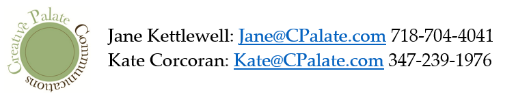 Creative Palate Communications
Jane Kettlewell: Jane@CPalate.com 718-704-4041
Kate Corcoran: Kate@CPalate.com 347-239-1976